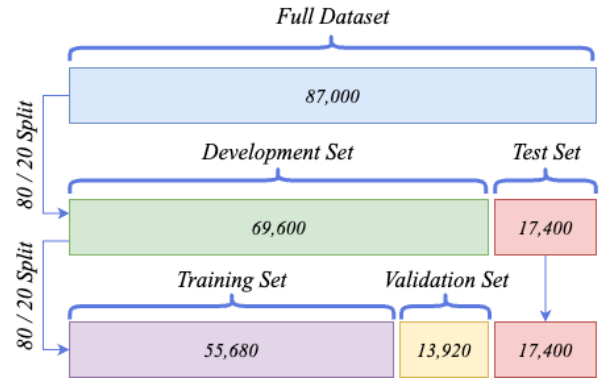 Full Dataset
87,000
80 / 20 Split
Development Set
Test Set
69,600
17,400
80 / 20 Split
Training Set
Validation Set
55,680
13,920
17,400